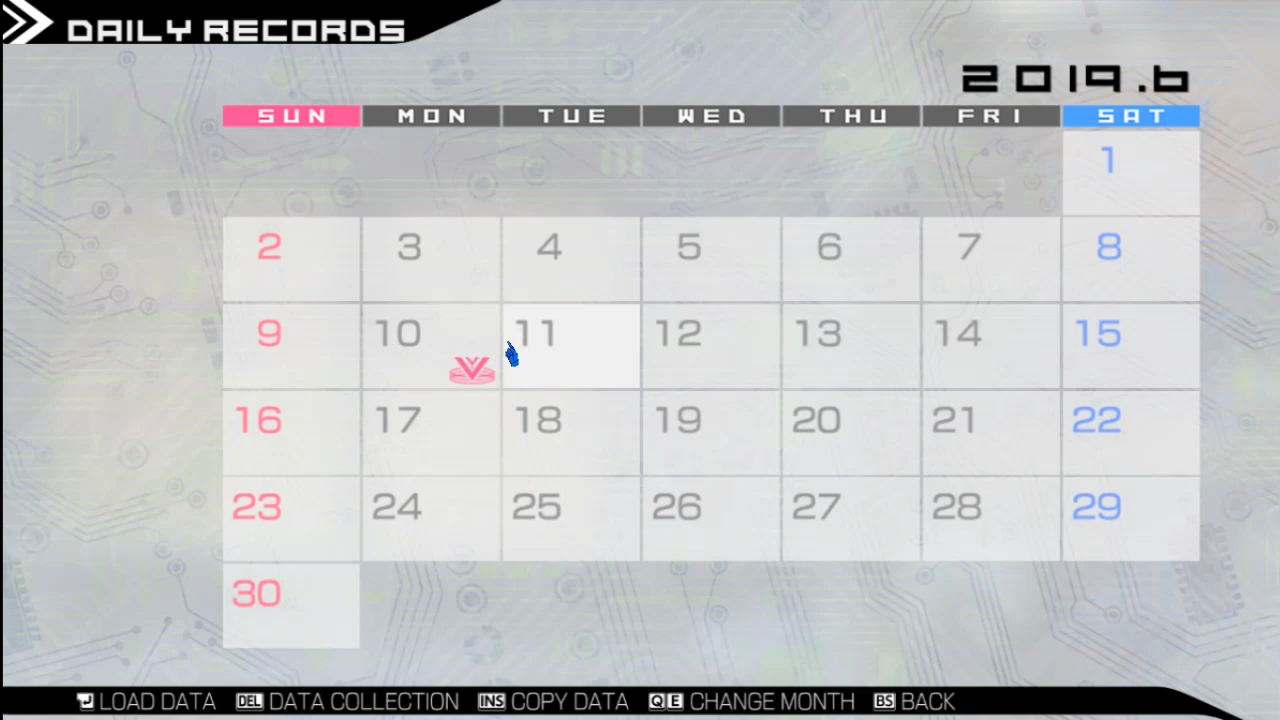 DAILY RECORDS
2019.6
SUN MON TUE WED THU FRI SAT
1
2 3 4 5 6 7 8
9 10 11 12 13 14 15
16 17 18 19 20 21 22
23 24 25 26 27 28 29
30
LOAD DATA DEL DATA COLLECTION INS COPY DATA Q E CHANGE MONTH BS BACK